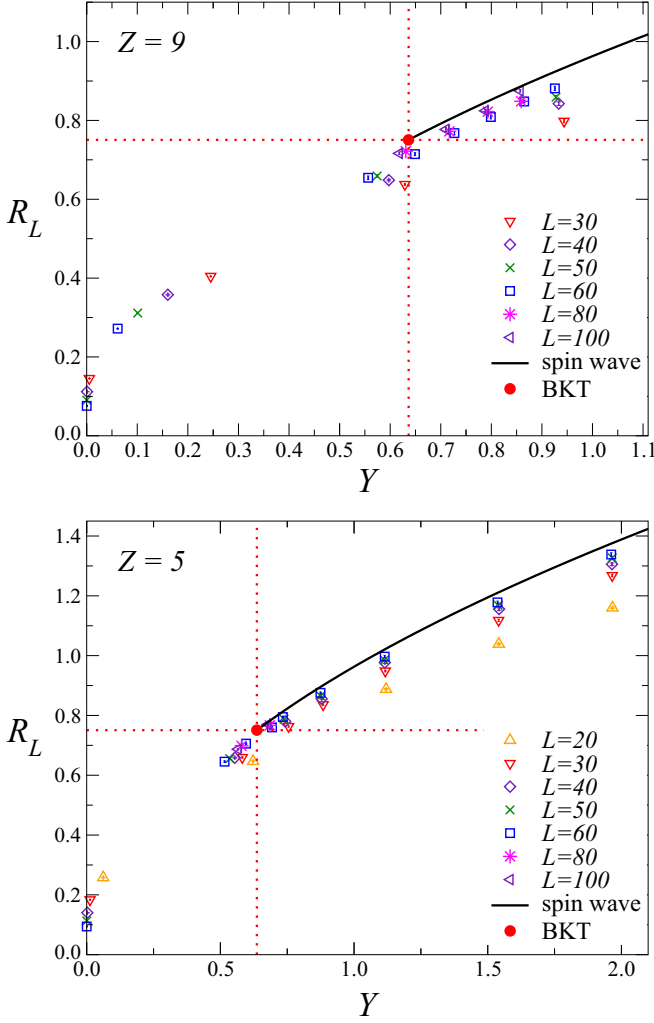 Z = 9
1.0
0.8
0.6
0.4
0.2
0.0
R_L
L=30
L=40
L=50
L=60
L=80
L=100
spin wave
BKT
0.0 0.1 0.2 0.3 0.4 0.5 0.6 0.7 0.8 0.9 1.0 1.1
Y
Z = 5
1.4
1.2
1.0
0.8
0.6
0.4
0.2
0.0
R_L
L=20
L=30
L=40
L=50
L=60
L=80
L=100
spin wave
BKT
0.0 0.5 1.0 1.5 2.0
Y